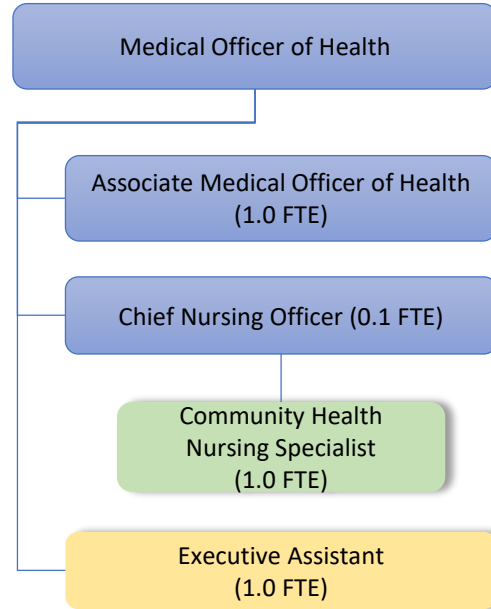 Medical Officer of Health
Associate Medical Officer of Health
(1.0 FTE)
Chief Nursing Officer (0.1 FTE)
Community Health
Nursing Specialist
(1.0 FTE)
Executive Assistant
(1.0 FTE)